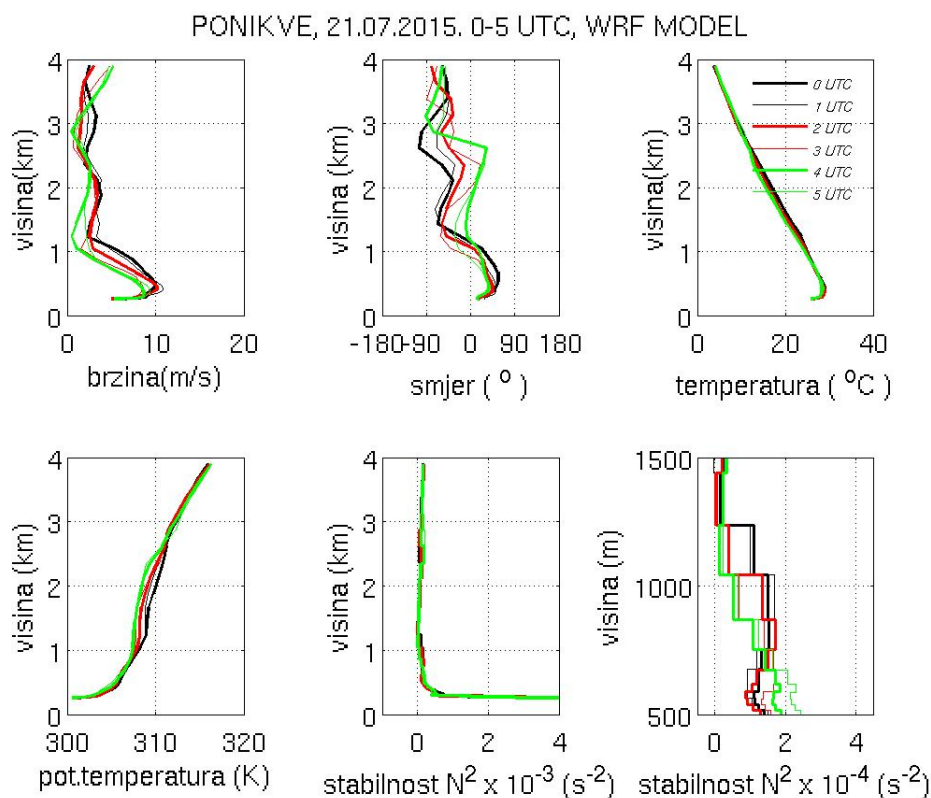 PONIKVE, 21.07.2015. 0-5 UTC, WRF MODEL
4
3
2
1
0
visina(km)
0 10 20
brzina(m/s)
4
3
2
1
0
visina(km)
-180 -90 0 90 180
smjer ( o )
4
3
2
1
0
visina(km)
0 20 40
temperatura ( oC )
0 UTC
1 UTC
2 UTC
3 UTC
4 UTC
5 UTC
4
3
2
1
0
visina (km)
300 310 320
pot.temperatura (K)
4
3
2
1
0
visina (km)
0 2 4
stabilnost N² x 10⁻³ (s⁻²)
1500
1000
500
visina (m)
0 2 4
stabilnost N² x 10⁻⁴ (s⁻²)